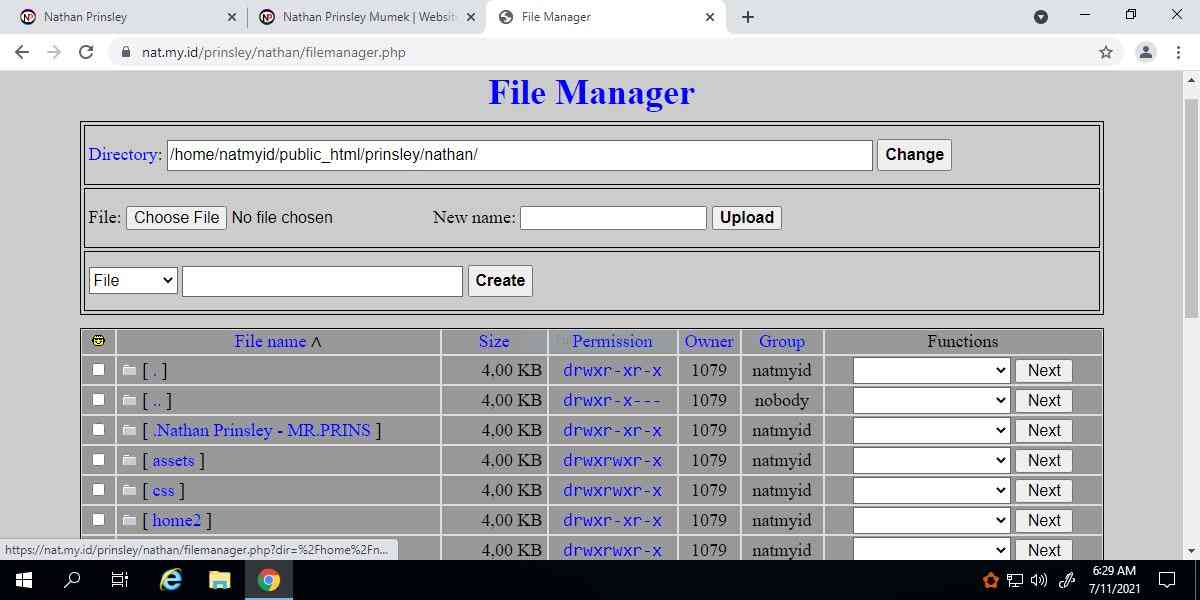 Nathan Prinsley
Nathan Prinsley Mumek | Websit
File Manager
nat.my.id/prinsley/nathan/filemanager.php
File Manager
Directory: /home/natmyid/public_html/prinsley/nathan/ Change
File: Choose File No file chosen New name: Upload
File Create
File name ∧ Size Permission Owner Group Functions
[ . ] 4,00 KB drwxr-xr-x 1079 natmyid Next
[ .. ] 4,00 KB drwxr-x--- 1079 nobody Next
[ .Nathan Prinsley - MR.PRINS ] 4,00 KB drwxrwxr-x 1079 natmyid Next
[ assets ] 4,00 KB drwxrwxr-x 1079 natmyid Next
[ css ] 4,00 KB drwxrwxr-x 1079 natmyid Next
[ home2 ] 4,00 KB drwxrwxr-x 1079 natmyid Next
4,00 KB drwxrwxr-x 1079 natmyid Next
https://nat.my.id/prinsley/nathan/filemanager.php?dir=%2Fhome%2Fn...
6:29 AM
7/11/2021